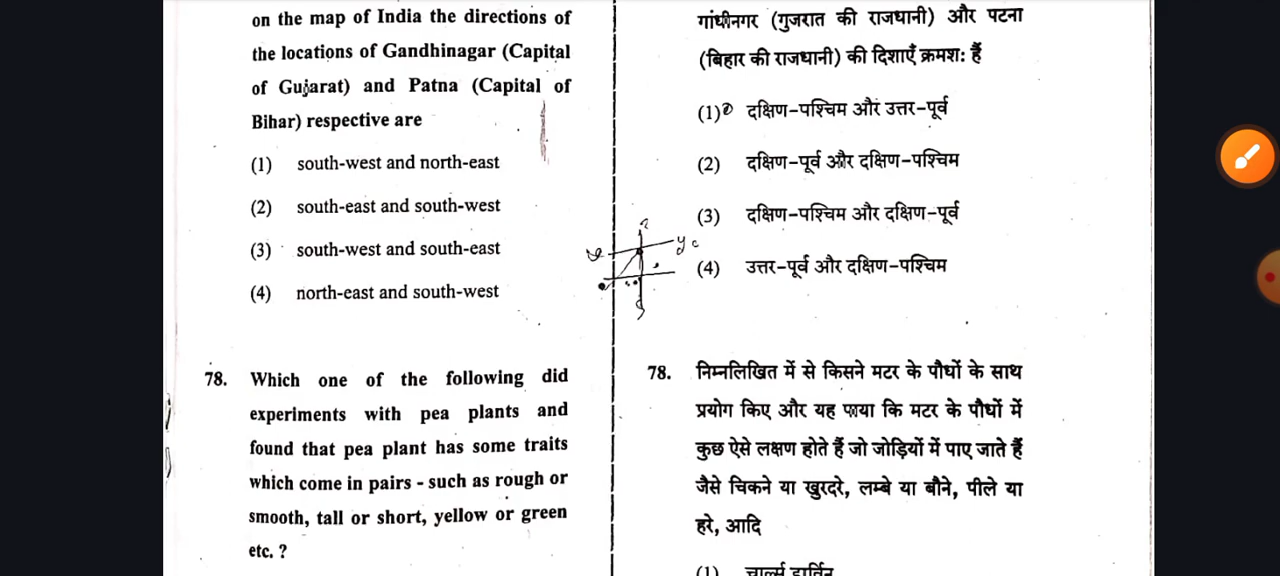 on the map of India the directions of
the locations of Gandhinagar (Capital
of Gujarat) and Patna (Capital of
Bihar) respective are
(1) south-west and north-east
(2) south-east and south-west
(3) south-west and south-east
(4) north-east and south-west
78. Which one of the following did
experiments with pea plants and
found that pea plant has some traits
which come in pairs - such as rough or
smooth, tall or short, yellow or green
etc. ?
गांधीनगर (गुजरात की राजधानी) और पटना
(बिहार की राजधानी) की दिशाएँ क्रमश: हैं
(1) दक्षिण-पश्चिम और उत्तर-पूर्व
(2) दक्षिण-पूर्व और दक्षिण-पश्चिम
(3) दक्षिण-पश्चिम और दक्षिण-पूर्व
(4) उत्तर-पूर्व और दक्षिण-पश्चिम
78. निम्नलिखित में से किसने मटर के पौधों के साथ
प्रयोग किए और यह पाया कि मटर के पौधों में
कुछ ऐसे लक्षण होते हैं जो जोड़ियों में पाए जाते हैं
जैसे चिकने या खुरदरे, लम्बे या बौने, पीले या
हरे, आदि
(1) चार्ल्स डार्विन